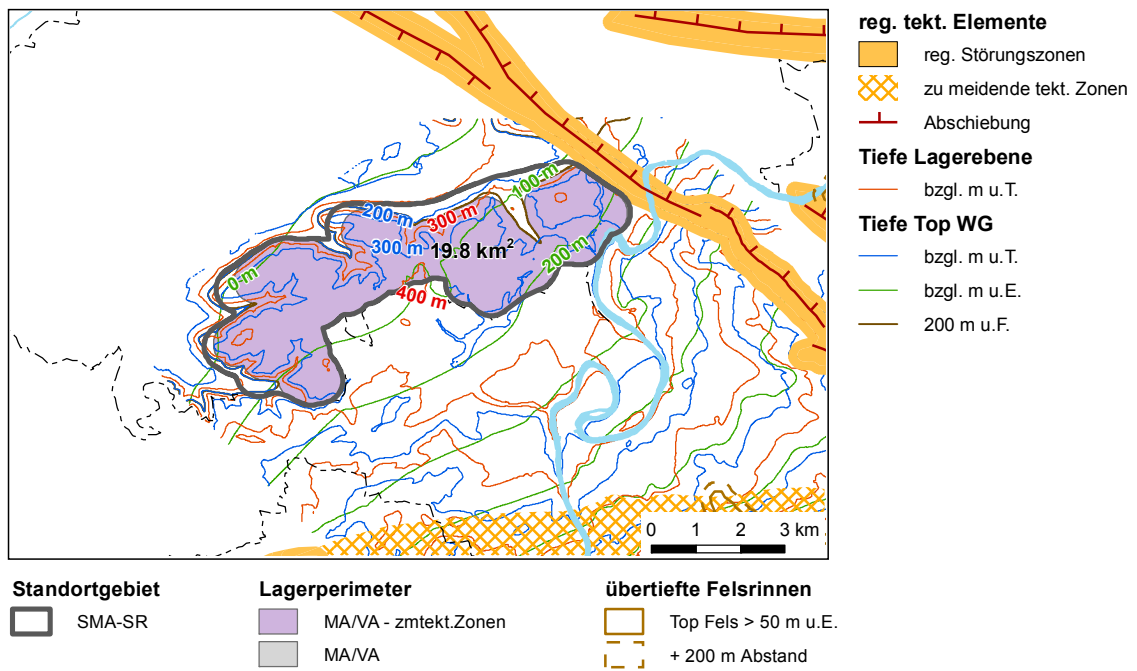 100 m
200 m
300 m
300 m
19.8 km²
200 m
0 m
400 m
0 1 2 3 km
reg. tekt. Elemente
reg. Störungszonen
zu meidende tekt. Zonen
Abschiebung
Tiefe Lagerebene
bzgl. m u.T.
Tiefe Top WG
bzgl. m u.T.
bzgl. m u.E.
200 m u.F.
Standortgebiet
SMA-SR
Lagerperimeter
MA/VA - zmtekt.Zonen
MA/VA
übertiefte Felsrinnen
Top Fels > 50 m u.E.
+ 200 m Abstand